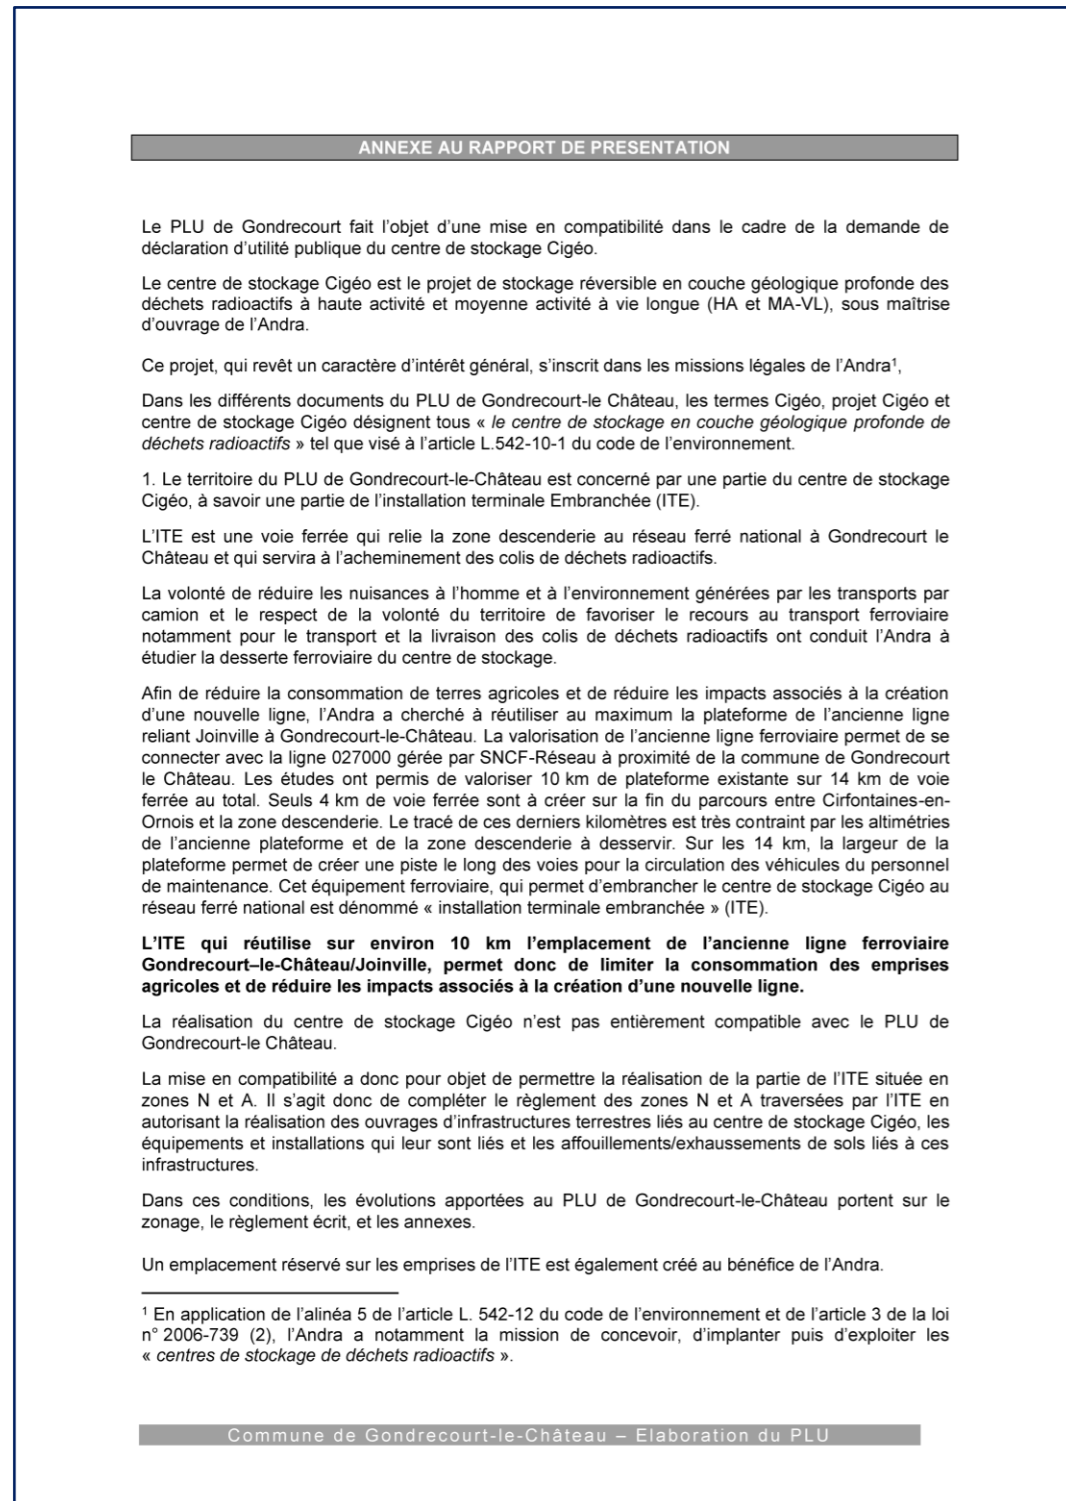 ANNEXE AU RAPPORT DE PRESENTATION
Le PLU de Gondrecourt fait l’objet d’une mise en compatibilité dans le cadre de la demande de
déclaration d’utilité publique du centre de stockage Cigéo.
Le centre de stockage Cigéo est le projet de stockage réversible en couche géologique profonde des
déchets radioactifs à haute activité et moyenne activité à vie longue (HA et MA-VL), sous maîtrise
d’ouvrage de l’Andra.
Ce projet, qui revêt un caractère d’intérêt général, s’inscrit dans les missions légales de l’Andra¹,
Dans les différents documents du PLU de Gondrecourt-le Château, les termes Cigéo, projet Cigéo et
centre de stockage Cigéo désignent tous « le centre de stockage en couche géologique profonde de
déchets radioactifs » tel que visé à l’article L.542-10-1 du code de l’environnement.
1. Le territoire du PLU de Gondrecourt-le-Château est concerné par une partie du centre de stockage
Cigéo, à savoir une partie de l’installation terminale Embranchée (ITE).
L’ITE est une voie ferrée qui relie la zone descenderie au réseau ferré national à Gondrecourt le
Château et qui servira à l’acheminement des colis de déchets radioactifs.
La volonté de réduire les nuisances à l’homme et à l’environnement générées par les transports par
camion et le respect de la volonté du territoire de favoriser le recours au transport ferroviaire
notamment pour le transport et la livraison des colis de déchets radioactifs ont conduit l’Andra à
étudier la desserte ferroviaire du centre de stockage.
Afin de réduire la consommation de terres agricoles et de réduire les impacts associés à la création
d’une nouvelle ligne, l’Andra a cherché à réutiliser au maximum la plateforme de l’ancienne ligne
reliant Joinville à Gondrecourt-le-Château. La valorisation de l’ancienne ligne ferroviaire permet de se
connecter avec la ligne 027000 gérée par SNCF-Réseau à proximité de la commune de Gondrecourt
le Château. Les études ont permis de valoriser 10 km de plateforme existante sur 14 km de voie
ferrée au total. Seuls 4 km de voie ferrée sont à créer sur la fin du parcours entre Cirfontaines-en-
Ornois et la zone descenderie. Le tracé de ces derniers kilomètres est très contraint par les altimétries
de l’ancienne plateforme et de la zone descenderie à desservir. Sur les 14 km, la largeur de la
plateforme permet de créer une piste le long des voies pour la circulation des véhicules du personnel
de maintenance. Cet équipement ferroviaire, qui permet d’embrancher le centre de stockage Cigéo au
réseau ferré national est dénommé « installation terminale embranchée » (ITE).
L’ITE qui réutilise sur environ 10 km l’emplacement de l’ancienne ligne ferroviaire
Gondrecourt–le-Château/Joinville, permet donc de limiter la consommation des emprises
agricoles et de réduire les impacts associés à la création d’une nouvelle ligne.
La réalisation du centre de stockage Cigéo n’est pas entièrement compatible avec le PLU de
Gondrecourt-le Château.
La mise en compatibilité a donc pour objet de permettre la réalisation de la partie de l’ITE située en
zones N et A. Il s’agit donc de compléter le règlement des zones N et A traversées par l’ITE en
autorisant la réalisation des ouvrages d’infrastructures terrestres liés au centre de stockage Cigéo, les
équipements et installations qui leur sont liés et les affouillements/exhaussements de sols liés à ces
infrastructures.
Dans ces conditions, les évolutions apportées au PLU de Gondrecourt-le-Château portent sur le
zonage, le règlement écrit, et les annexes.
Un emplacement réservé sur les emprises de l’ITE est également créé au bénéfice de l’Andra.
¹ En application de l’alinéa 5 de l’article L. 542-12 du code de l’environnement et de l’article 3 de la loi
n° 2006-739 (2), l’Andra a notamment la mission de concevoir, d’implanter puis d’exploiter les
« centres de stockage de déchets radioactifs ».
Commune de Gondrecourt-le-Château – Elaboration du PLU